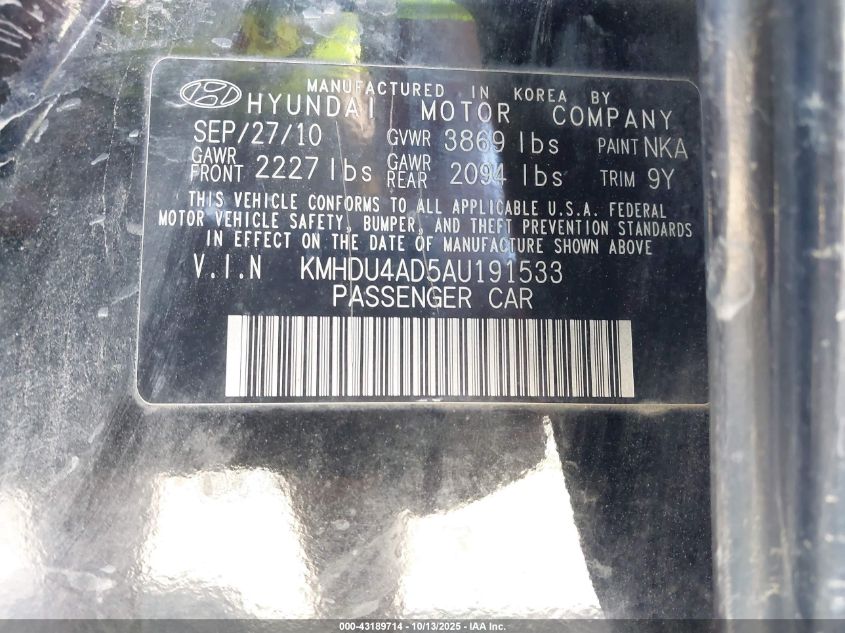 MANUFACTURED IN KOREA BY
HYUNDAI MOTOR COMPANY
SEP/27/10 GVWR 3869 lbs PAINT NKA
GAWR FRONT 2227 lbs GAWR REAR 2094 lbs TRIM 9Y
THIS VEHICLE CONFORMS TO ALL APPLICABLE U.S.A. FEDERAL
MOTOR VEHICLE SAFETY, BUMPER, AND THEFT PREVENTION STANDARDS
IN EFFECT ON THE DATE OF MANUFACTURE SHOWN ABOVE
V.I.N KMHDU4AD5AU191533
PASSENGER CAR
000-43189714 - 10/13/2025 - IAA Inc.